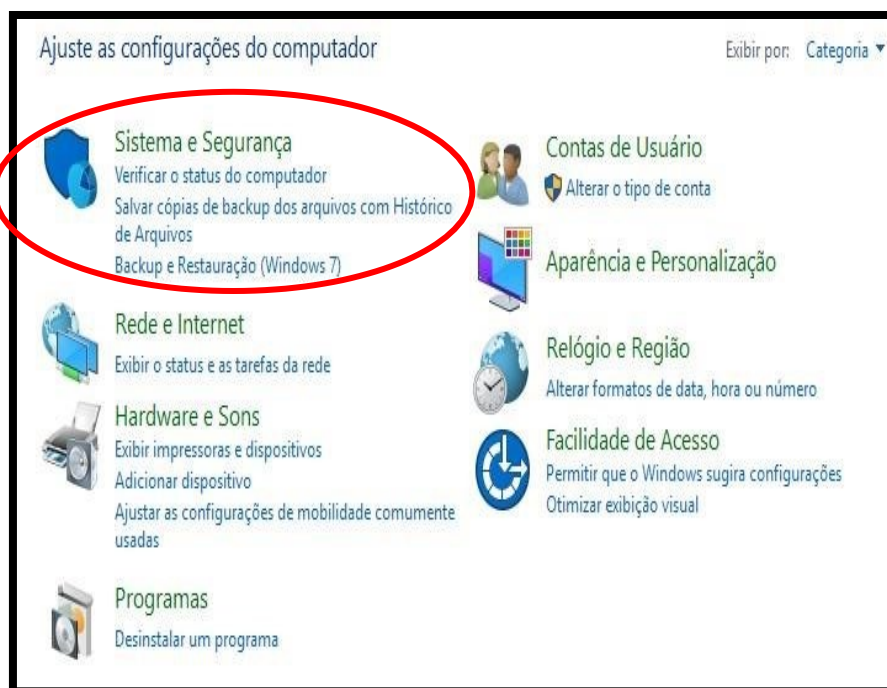 Ajuste as configurações do computador
Exibir por: Categoria
Sistema e Segurança
Verificar o status do computador
Salvar cópias de backup dos arquivos com Histórico
de Arquivos
Backup e Restauração (Windows 7)
Rede e Internet
Exibir o status e as tarefas da rede
Hardware e Sons
Exibir impressoras e dispositivos
Adicionar dispositivo
Ajustar as configurações de mobilidade comumente
usadas
Programas
Desinstalar um programa
Contas de Usuário
Alterar o tipo de conta
Aparência e Personalização
Relógio e Região
Alterar formatos de data, hora ou número
Facilidade de Acesso
Permitir que o Windows sugira configurações
Otimizar exibição visual